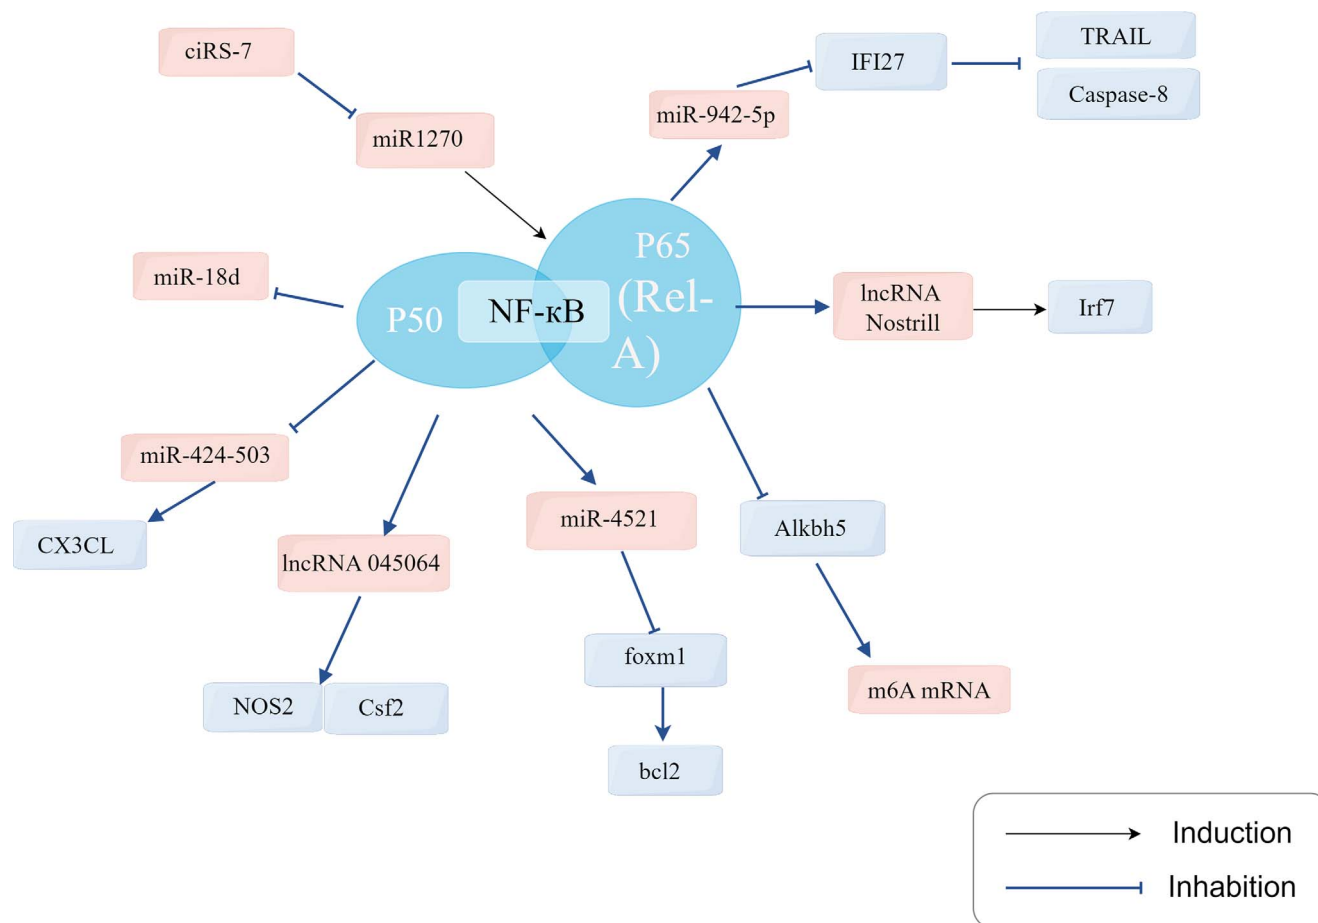 ciRS-7
TRAIL
IFI27
Caspase-8
miR-942-5p
miR1270
P65
(Rel-
A)
miR-18d
P50
NF-κB
lncRNA
Nostrill
Irf7
miR-424-503
CX3CL
lncRNA 045064
miR-4521
Alkbh5
NOS2
Csf2
foxm1
m6A mRNA
bcl2
Induction
Inhabition